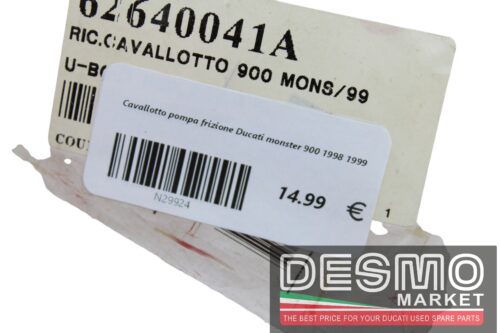 62640041A
RIC.CAVALLOTTO 900 MONS/99
U-BO
Cavallotto pompa frizione Ducati monster 900 1998 1999
14.99 €
N29924
COU
1
DESMO
MARKET
THE BEST PRICE FOR YOUR DUCATI USED SPARE PARTS